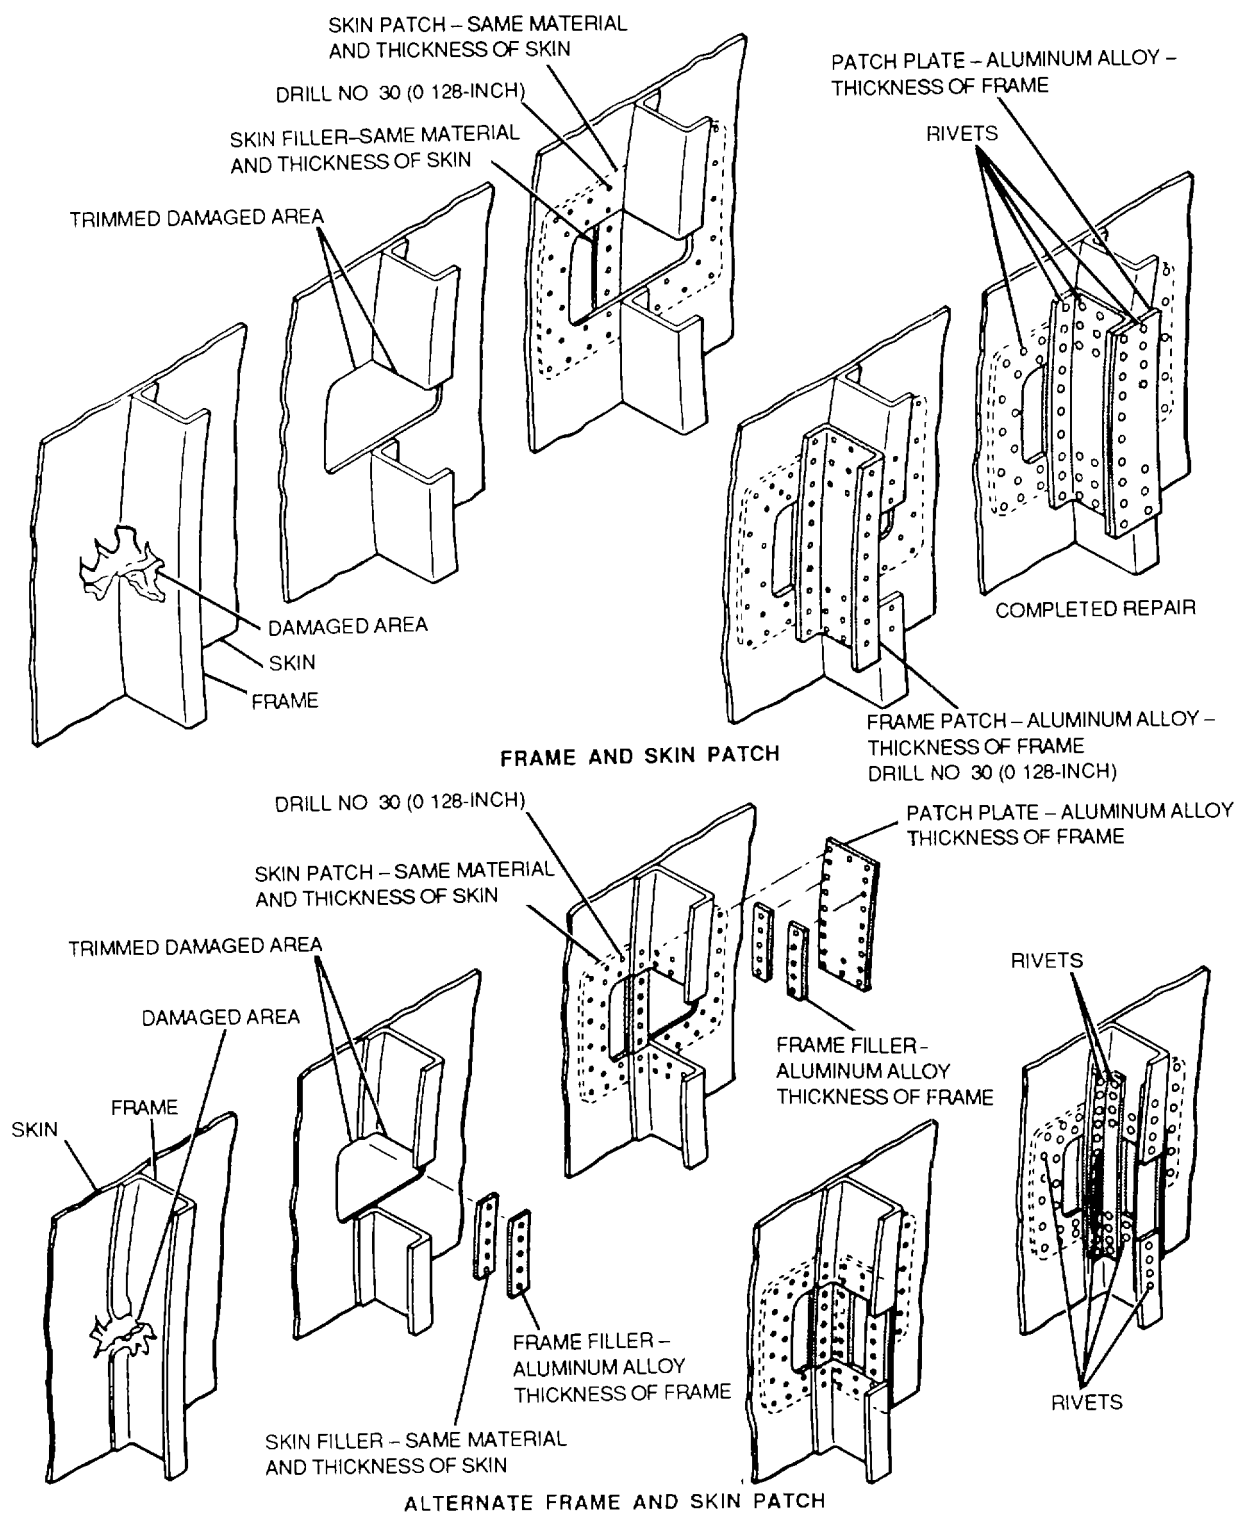 SKIN PATCH – SAME MATERIAL
AND THICKNESS OF SKIN
DRILL NO 30 (0 128-INCH)
SKIN FILLER–SAME MATERIAL
AND THICKNESS OF SKIN
TRIMMED DAMAGED AREA
PATCH PLATE – ALUMINUM ALLOY –
THICKNESS OF FRAME
RIVETS
DAMAGED AREA
SKIN
FRAME
COMPLETED REPAIR
FRAME PATCH – ALUMINUM ALLOY –
THICKNESS OF FRAME
DRILL NO 30 (0 128-INCH)
FRAME AND SKIN PATCH
DRILL NO 30 (0 128-INCH)
PATCH PLATE – ALUMINUM ALLOY
THICKNESS OF FRAME
SKIN PATCH – SAME MATERIAL
AND THICKNESS OF SKIN
TRIMMED DAMAGED AREA
DAMAGED AREA
FRAME
SKIN
RIVETS
FRAME FILLER –
ALUMINUM ALLOY
THICKNESS OF FRAME
FRAME FILLER –
ALUMINUM ALLOY
THICKNESS OF FRAME
RIVETS
SKIN FILLER – SAME MATERIAL
AND THICKNESS OF SKIN
ALTERNATE FRAME AND SKIN PATCH